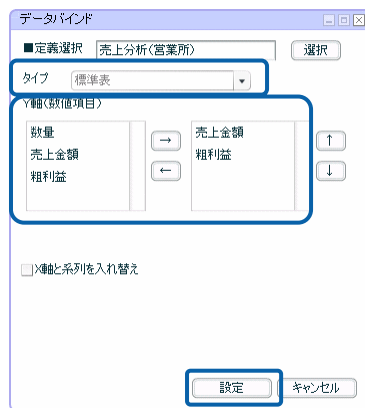 データバインド
■定義選択 売上分析(営業所) 選択
タイプ 標準表
Y軸(数値項目)
数量
売上金額
粗利益
→
←
売上金額
粗利益
↑
↓
X軸と系列を入れ替え
設定 キャンセル